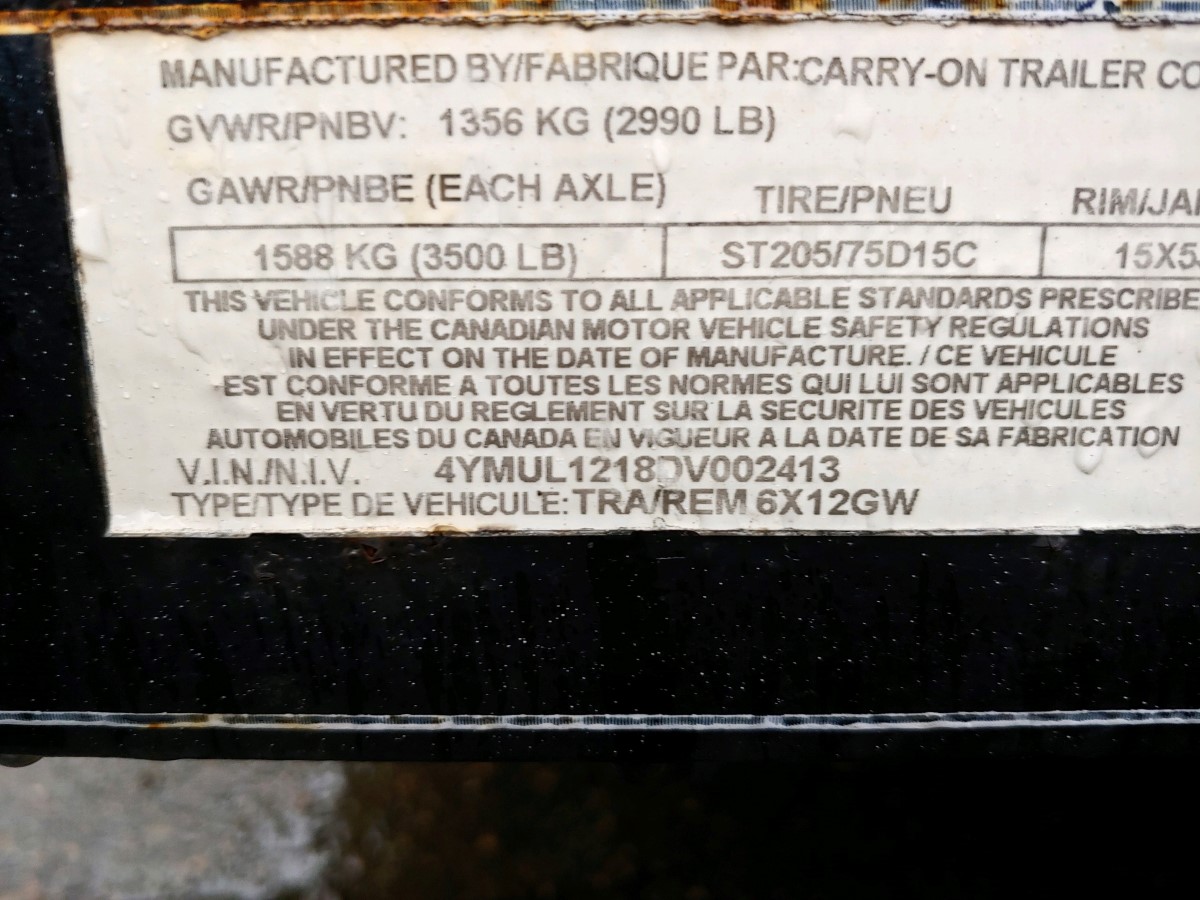 MANUFACTURED BY/FABRIQUE PAR:CARRY-ON TRAILER CO
GVWR/PNBV: 1356 KG (2990 LB)
GAWR/PNBE (EACH AXLE) TIRE/PNEU RIM/JAN
1588 KG (3500 LB) ST205/75D15C 15X5J
THIS VEHICLE CONFORMS TO ALL APPLICABLE STANDARDS PRESCRIBE
UNDER THE CANADIAN MOTOR VEHICLE SAFETY REGULATIONS
IN EFFECT ON THE DATE OF MANUFACTURE. / CE VEHICULE
EST CONFORME A TOUTES LES NORMES QUI LUI SONT APPLICABLES
EN VERTU DU REGLEMENT SUR LA SECURITE DES VEHICULES
AUTOMOBILES DU CANADA EN VIGUEUR A LA DATE DE SA FABRICATION
V.I.N./N.I.V. 4YMUL1218DV002413
TYPE/TYPE DE VEHICULE: TRA/REM 6X12GW